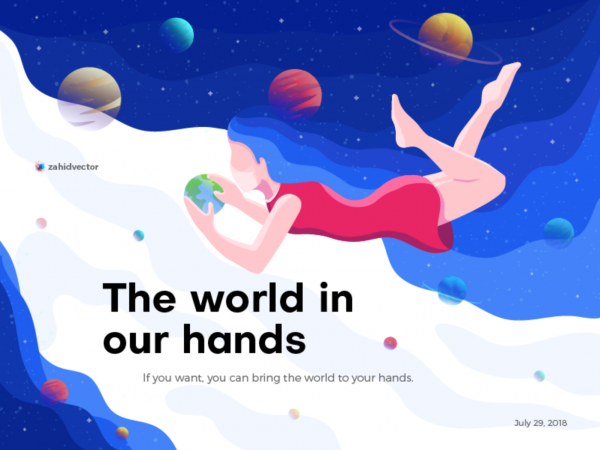 zahidvector
The world in
our hands
If you want, you can bring the world to your hands.
July 29, 2018